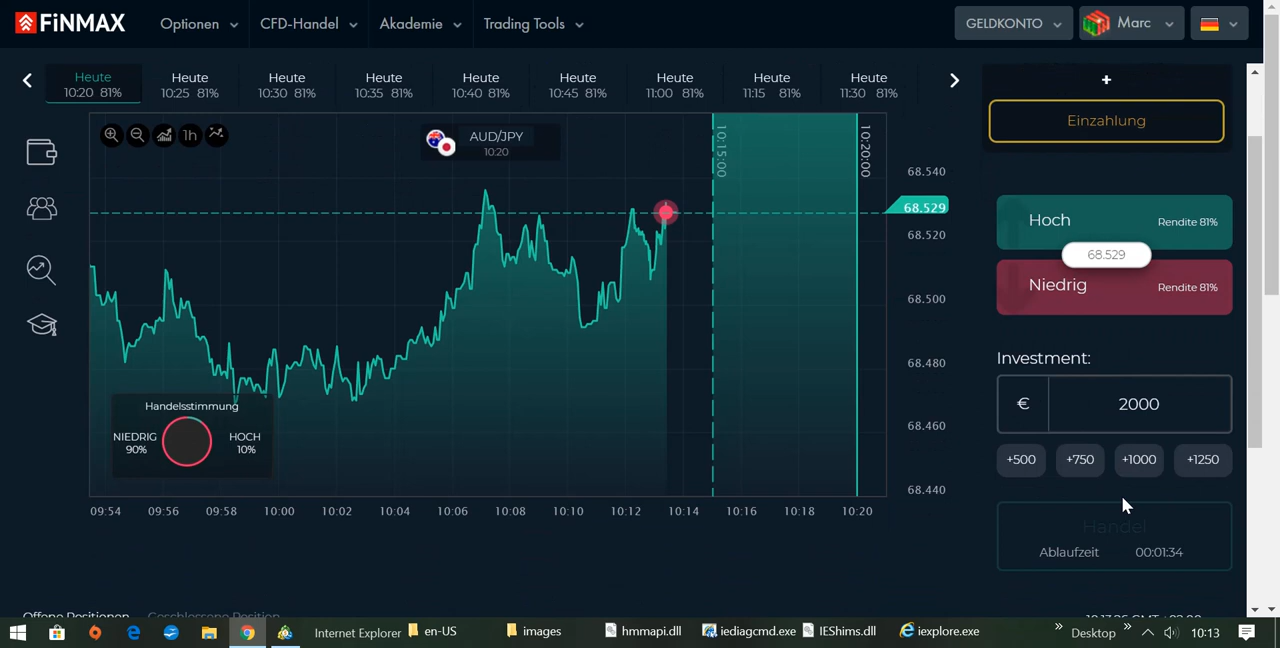 FiNMAX
Optionen
CFD-Handel
Akademie
Trading Tools
GELDKONTO
Marc
Heute
10:20 81%
Heute
10:25 81%
Heute
10:30 81%
Heute
10:35 81%
Heute
10:40 81%
Heute
10:45 81%
Heute
11:00 81%
Heute
11:15 81%
Heute
11:30 81%
+
Einzahlung
1h
AUD/JPY
10:20
10:15:00
10:20:00
68.540
68.529
68.520
68.500
68.480
68.460
68.440
Hoch
Rendite 81%
68.529
Niedrig
Rendite 81%
Investment:
€
2000
+500
+750
+1000
+1250
Handel
Ablaufzeit 00:01:34
Handelsstimmung
NIEDRIG
90%
HOCH
10%
09:54 09:56 09:58 10:00 10:02 10:04 10:06 10:08 10:10 10:12 10:14 10:16 10:18 10:20
Offene Positionen
Geschlossene Position
Internet Explorer
en-US
images
hmmapi.dll
iediagcmd.exe
IEShims.dll
iexplore.exe
Desktop
10:13